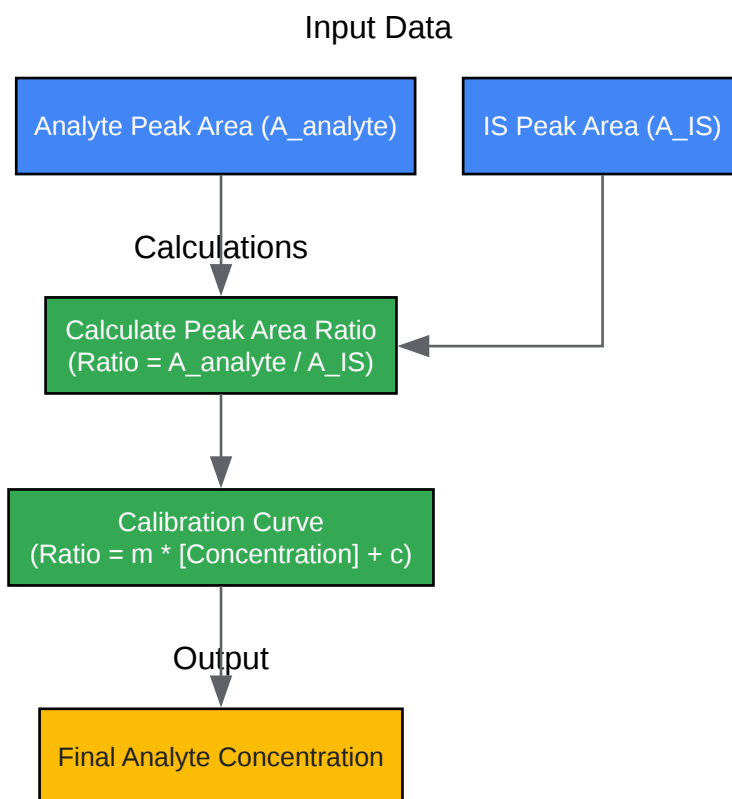 Input Data
Analyte Peak Area (A_analyte)
IS Peak Area (A_IS)
Calculations
Calculate Peak Area Ratio
(Ratio = A_analyte / A_IS)
Calibration Curve
(Ratio = m * [Concentration] + c)
Output
Final Analyte Concentration